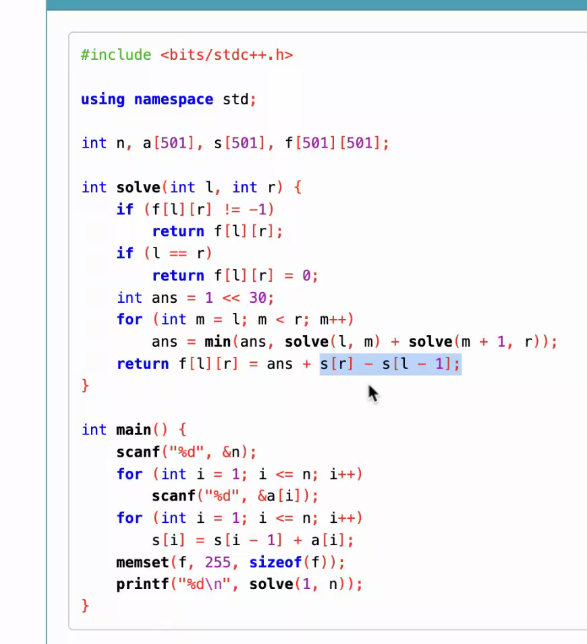 #include <bits/stdc++.h>
using namespace std;
int n, a[501], s[501], f[501][501];
int solve(int l, int r) {
    if (f[l][r] != -1)
        return f[l][r];
    if (l == r)
        return f[l][r] = 0;
    int ans = 1 << 30;
    for (int m = l; m < r; m++)
        ans = min(ans, solve(l, m) + solve(m + 1, r));
    return f[l][r] = ans + s[r] - s[l - 1];
}
int main() {
    scanf("%d", &n);
    for (int i = 1; i <= n; i++)
        scanf("%d", &a[i]);
    for (int i = 1; i <= n; i++)
        s[i] = s[i - 1] + a[i];
    memset(f, 255, sizeof(f));
    printf("%d\n", solve(1, n));
}